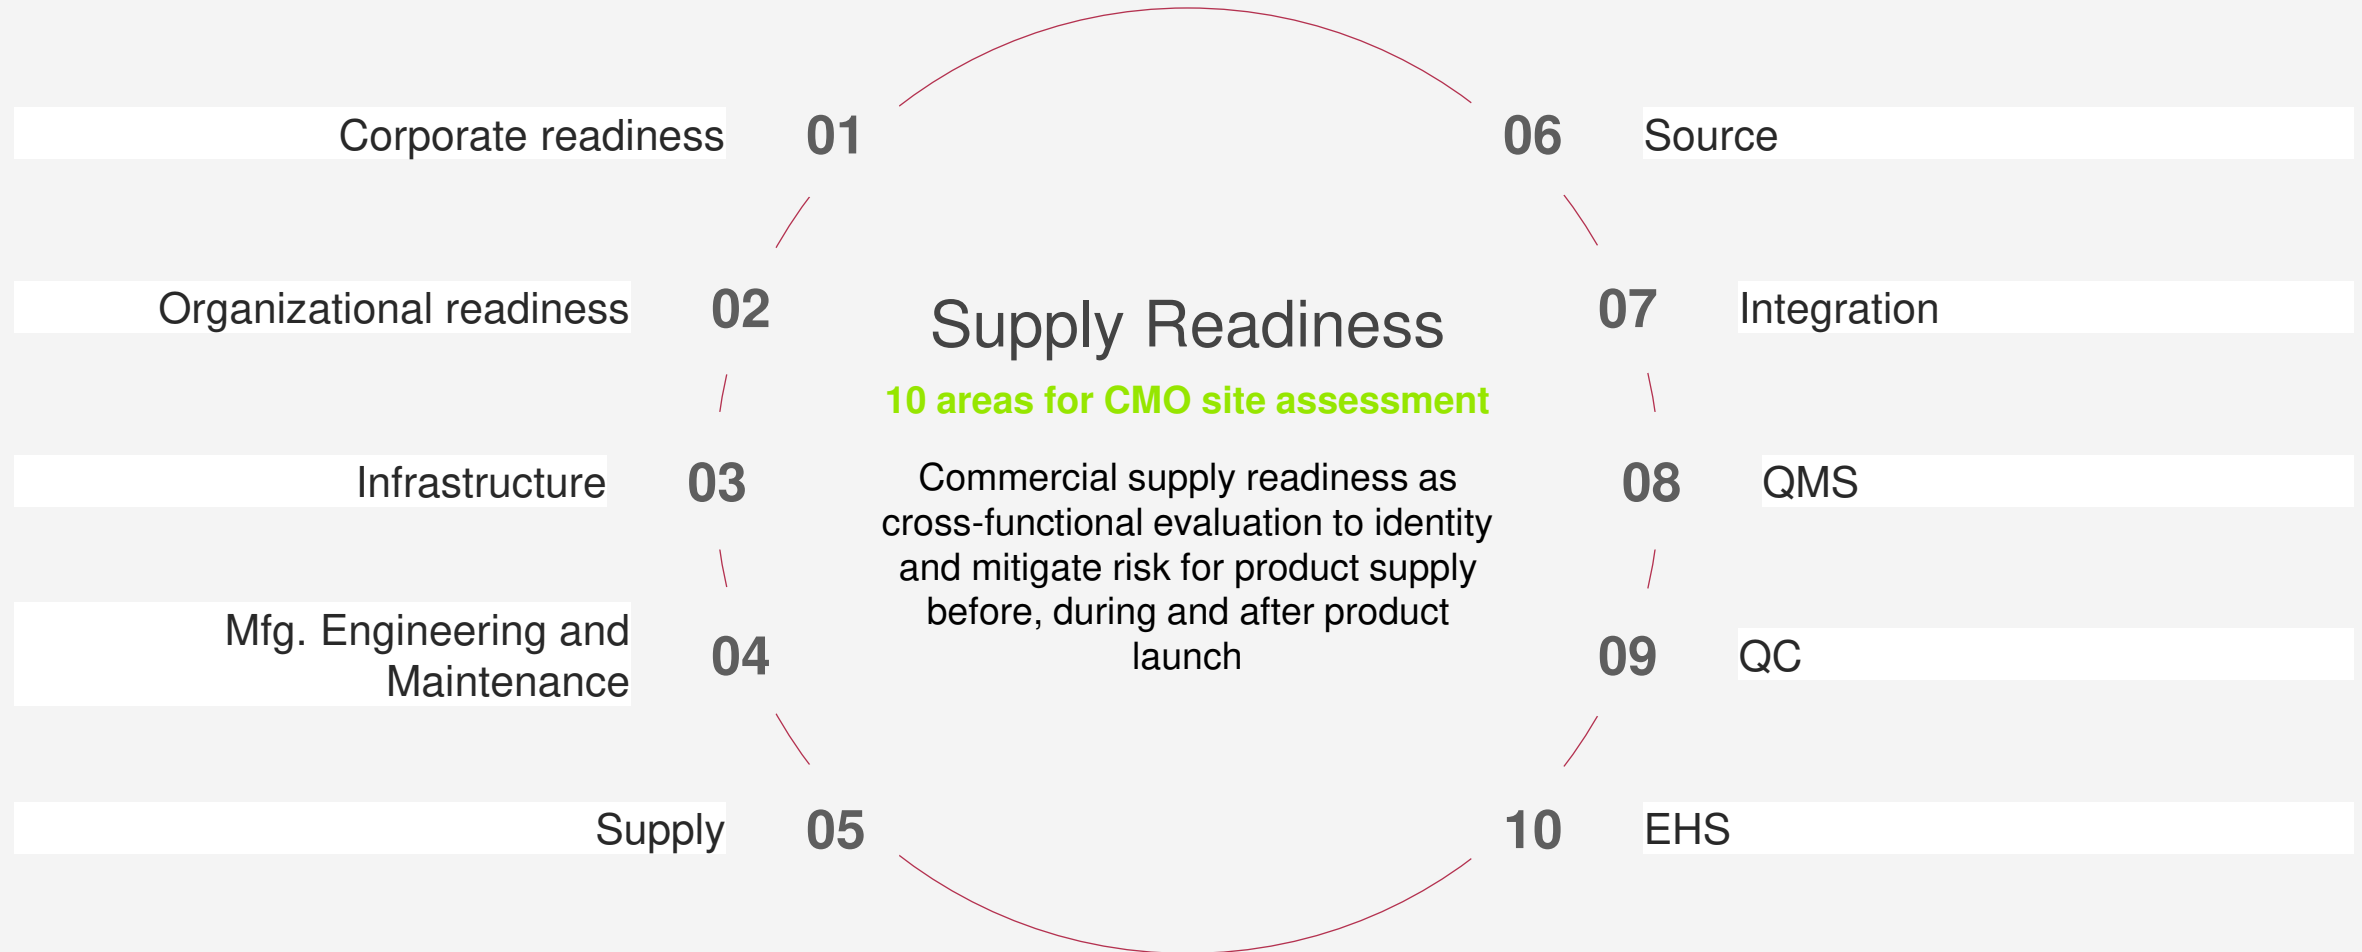 Corporate readiness
01
Organizational readiness
02
Infrastructure
03
Mfg. Engineering and
Maintenance
04
Supply
05
Supply Readiness
10 areas for CMO site assessment
Commercial supply readiness as
cross-functional evaluation to identity
and mitigate risk for product supply
before, during and after product
launch
06
Source
07
Integration
08
QMS
09
QC
10
EHS